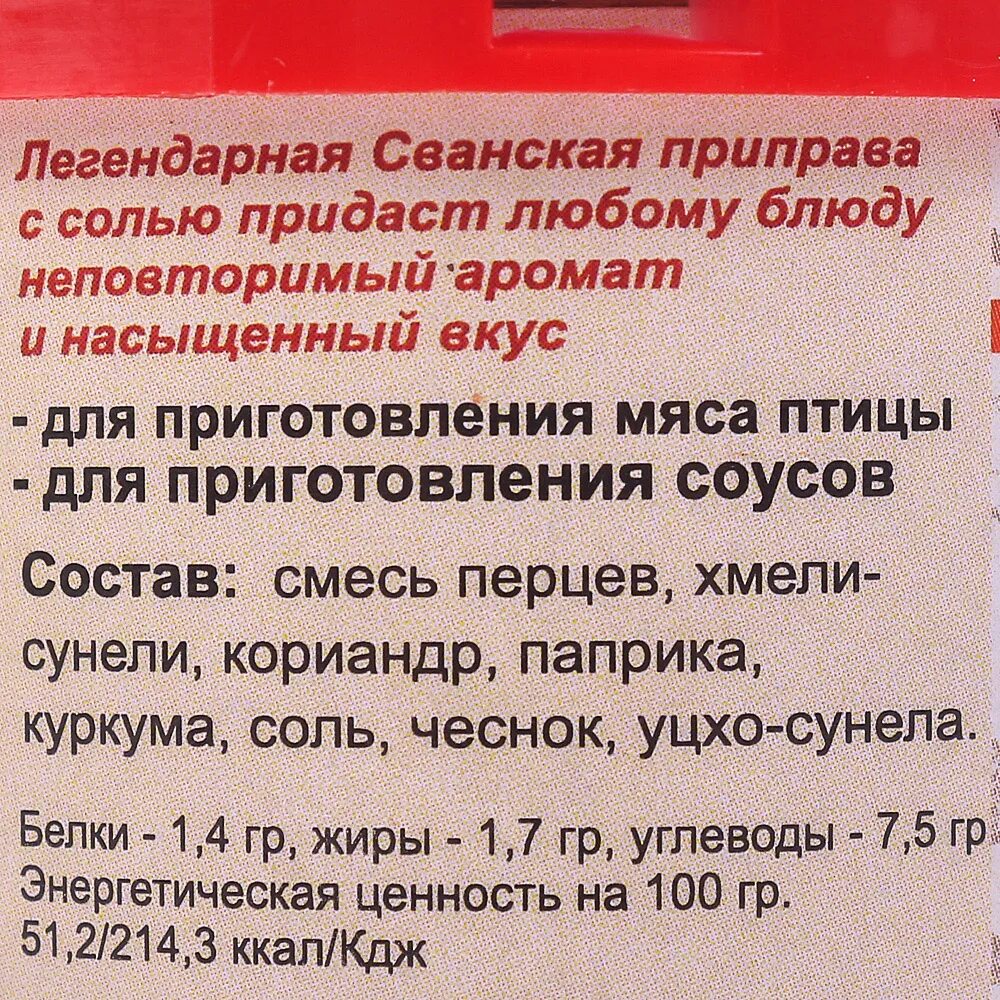 Легендарная Сванская приправа
с солью придаст любому блюду
неповторимый аромат
и насыщенный вкус
- для приготовления мяса птицы
- для приготовления соусов
Состав: смесь перцев, хмели-
сунели, кориандр, паприка,
куркума, соль, чеснок, уцхо-сунела.
Белки - 1,4 гр, жиры - 1,7 гр, углеводы - 7,5 гр
Энергетическая ценность на 100 гр.
51,2/214,3 ккал/Кдж